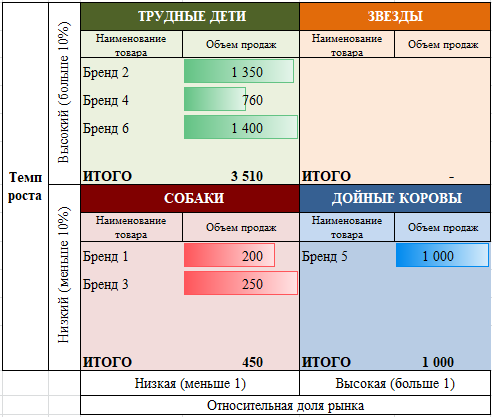 ТРУДНЫЕ ДЕТИ
ЗВЕЗДЫ
Наименование товара
Объем продаж
Наименование товара
Объем продаж
Высокий (больше 10%)
Бренд 2 1 350
Бренд 4 760
Бренд 6 1 400
ИТОГО 3 510
ИТОГО -
Темп
роста
СОБАКИ
ДОЙНЫЕ КОРОВЫ
Наименование товара
Объем продаж
Наименование товара
Объем продаж
Низкий (меньше 10%)
Бренд 1 200
Бренд 3 250
Бренд 5 1 000
ИТОГО 450
ИТОГО 1 000
Низкая (меньше 1)
Высокая (больше 1)
Относительная доля рынка